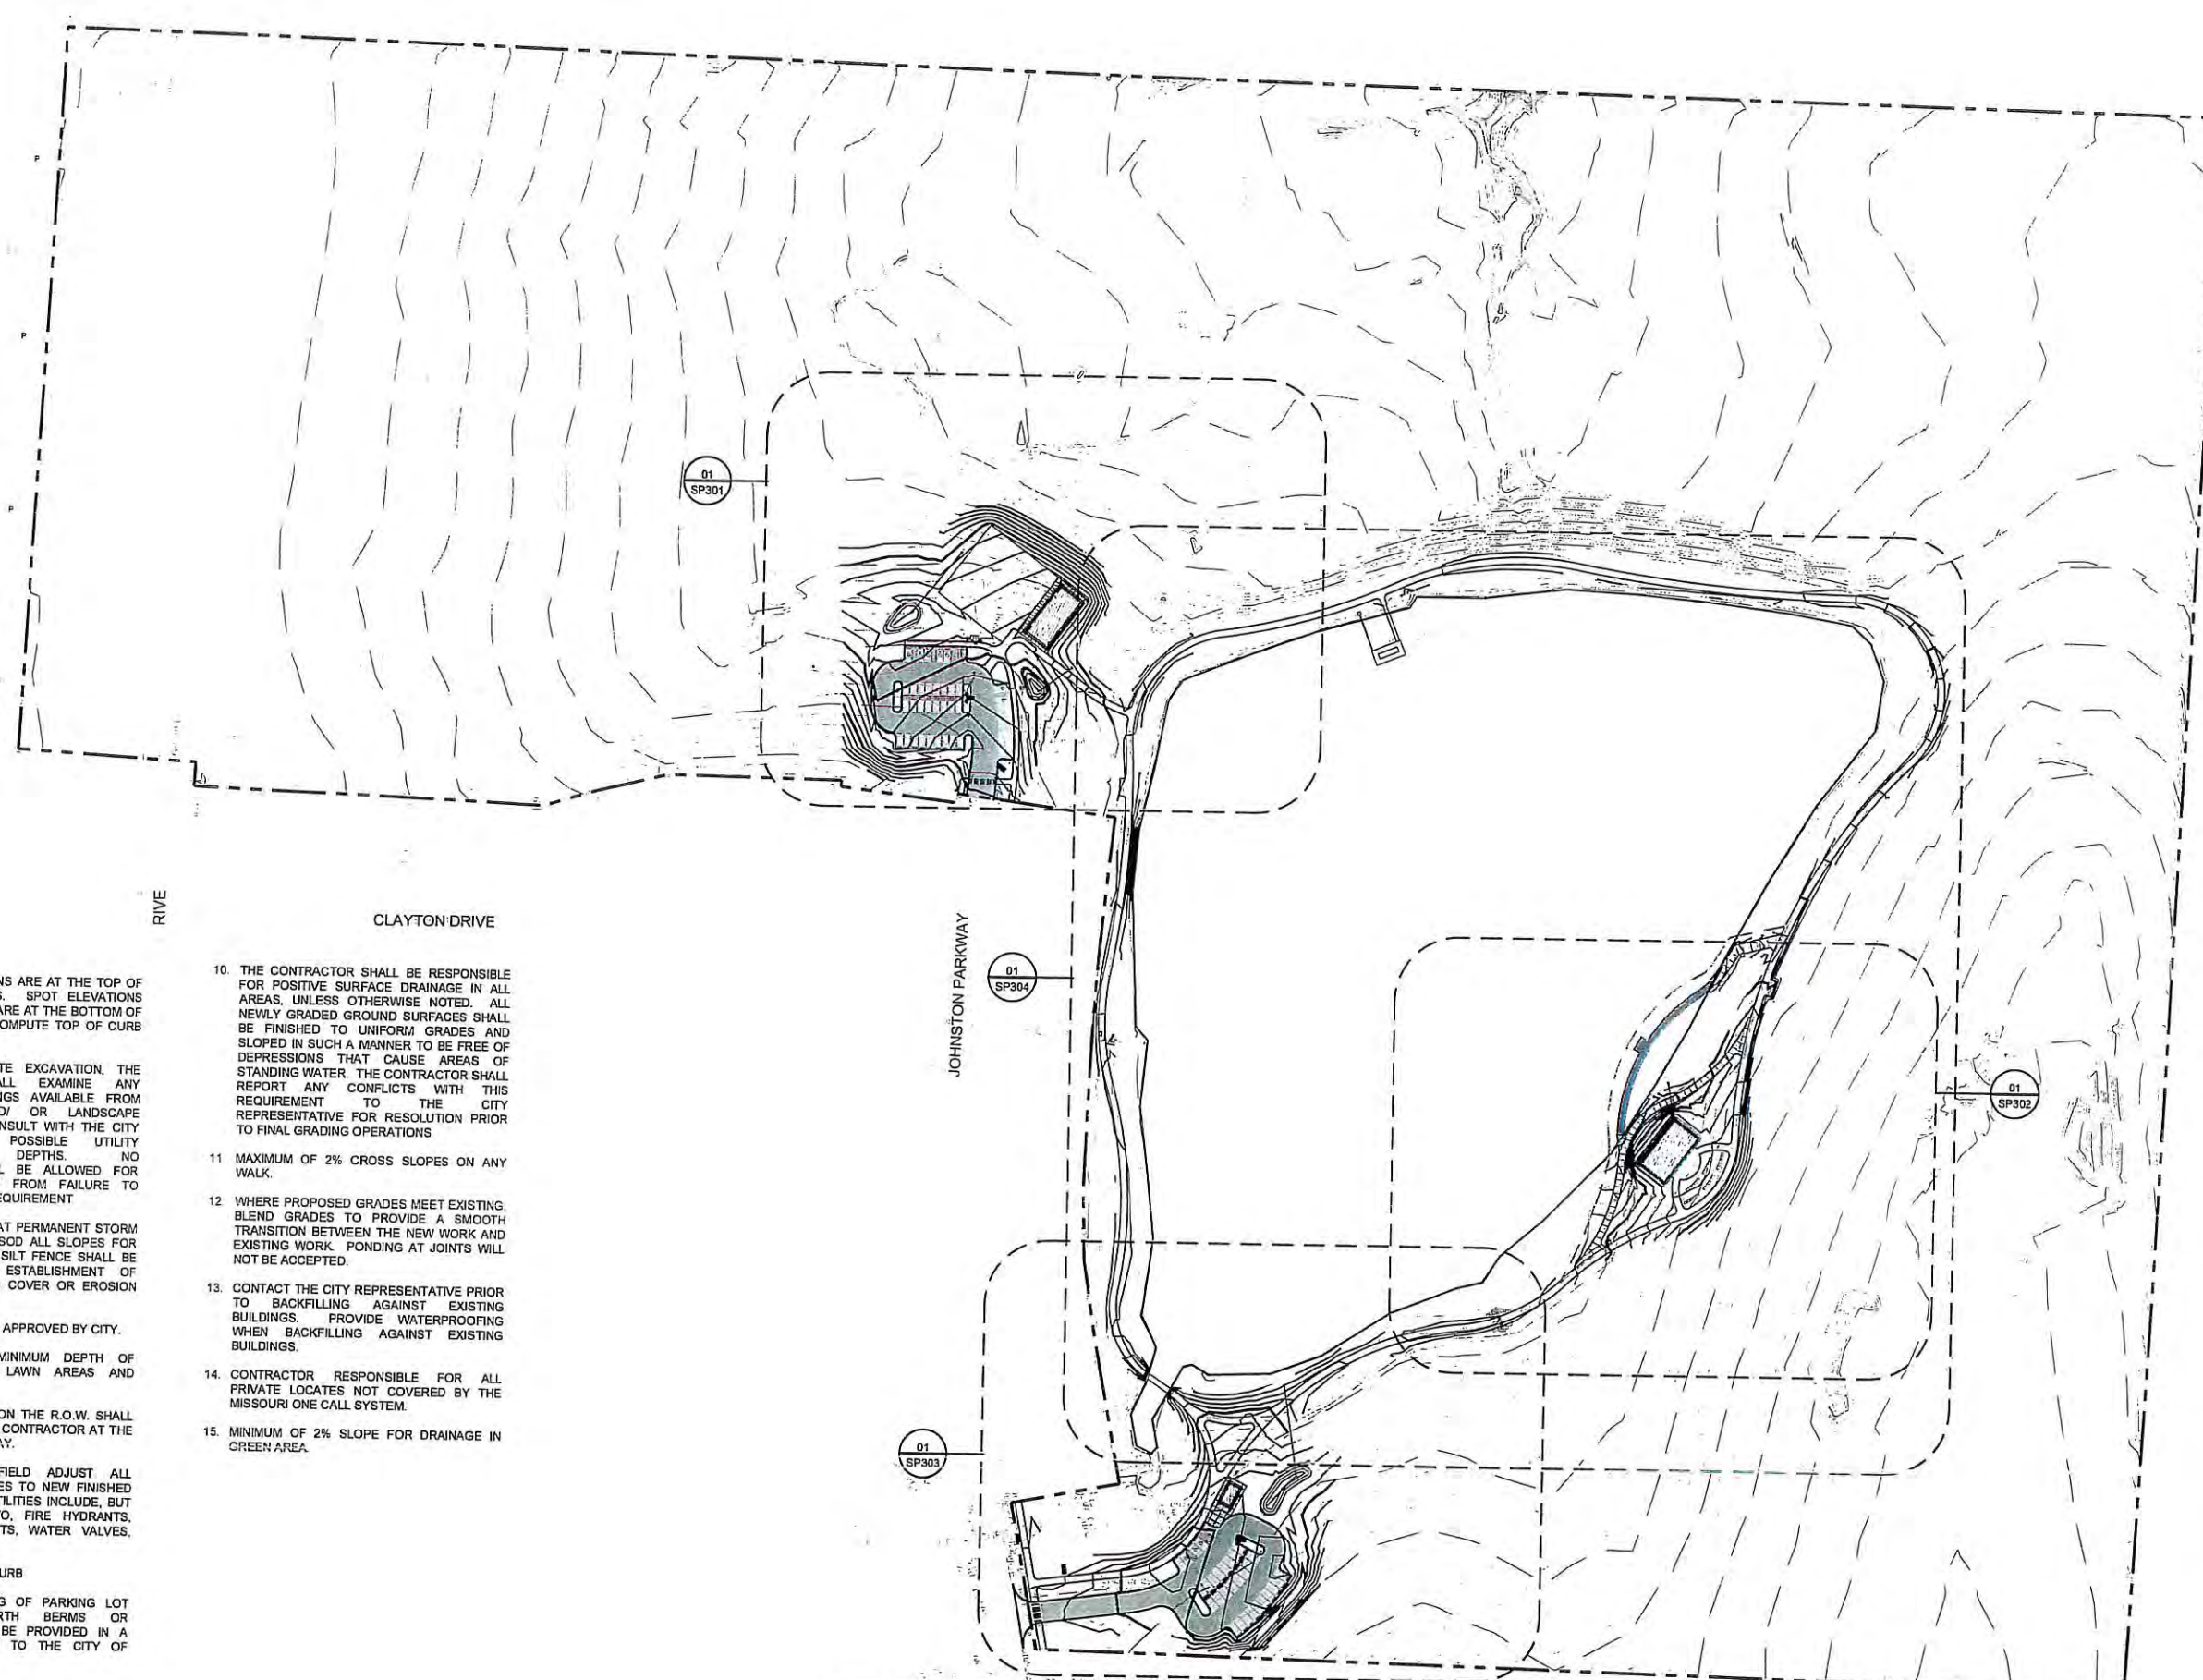 P
P
P
01
SP301
RIVE
CLAYTON DRIVE
JOHNSTON PARKWAY
01
SP304
01
SP302
01
SP303
NS ARE AT THE TOP OF
S. SPOT ELEVATIONS
ARE AT THE BOTTOM OF
OMPUTE TOP OF CURB
TE EXCAVATION. THE
ALL EXAMINE ANY
NGS AVAILABLE FROM
D/ OR LANDSCAPE
NSULT WITH THE CITY
POSSIBLE UTILITY
DEPTHS. NO
L BE ALLOWED FOR
FROM FAILURE TO
EQUIREMENT
AT PERMANENT STORM
SOD ALL SLOPES FOR
SILT FENCE SHALL BE
ESTABLISHMENT OF
COVER OR EROSION
APPROVED BY CITY.
MINIMUM DEPTH OF
LAWN AREAS AND
ON THE R.O.W. SHALL
CONTRACTOR AT THE
AY.
FIELD ADJUST ALL
ES TO NEW FINISHED
TILITIES INCLUDE, BUT
TO, FIRE HYDRANTS,
TS, WATER VALVES,
URB
G OF PARKING LOT
RTH BERMS OR
BE PROVIDED IN A
TO THE CITY OF
10. THE CONTRACTOR SHALL BE RESPONSIBLE
FOR POSITIVE SURFACE DRAINAGE IN ALL
AREAS, UNLESS OTHERWISE NOTED. ALL
NEWLY GRADED GROUND SURFACES SHALL
BE FINISHED TO UNIFORM GRADES AND
SLOPED IN SUCH A MANNER TO BE FREE OF
DEPRESSIONS THAT CAUSE AREAS OF
STANDING WATER. THE CONTRACTOR SHALL
REPORT ANY CONFLICTS WITH THIS
REQUIREMENT TO THE CITY
REPRESENTATIVE FOR RESOLUTION PRIOR
TO FINAL GRADING OPERATIONS
11 MAXIMUM OF 2% CROSS SLOPES ON ANY
WALK.
12 WHERE PROPOSED GRADES MEET EXISTING,
BLEND GRADES TO PROVIDE A SMOOTH
TRANSITION BETWEEN THE NEW WORK AND
EXISTING WORK. PONDING AT JOINTS WILL
NOT BE ACCEPTED.
13. CONTACT THE CITY REPRESENTATIVE PRIOR
TO BACKFILLING AGAINST EXISTING
BUILDINGS. PROVIDE WATERPROOFING
WHEN BACKFILLING AGAINST EXISTING
BUILDINGS.
14. CONTRACTOR RESPONSIBLE FOR ALL
PRIVATE LOCATES NOT COVERED BY THE
MISSOURI ONE CALL SYSTEM.
15. MINIMUM OF 2% SLOPE FOR DRAINAGE IN
GREEN AREA.